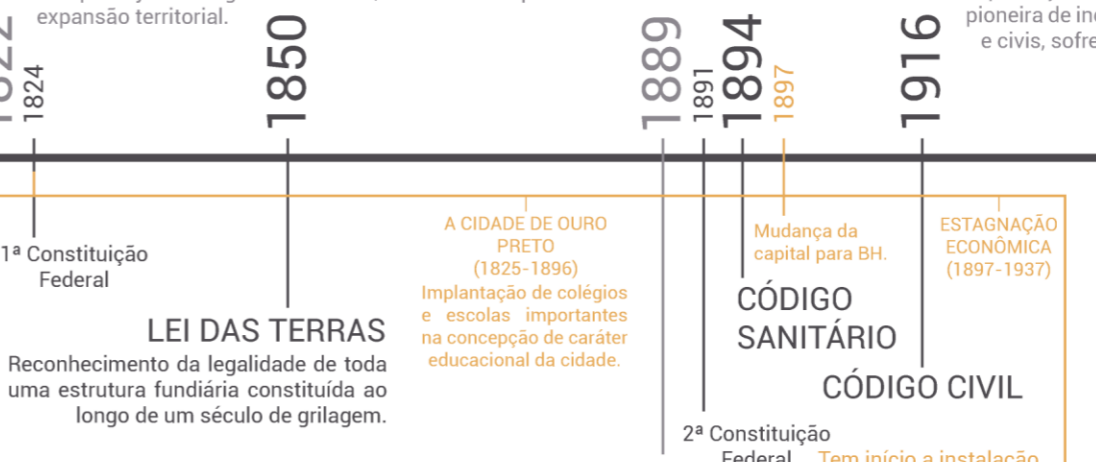 expansão territorial.
pioneira de
e civis,
1824
1850
1889
1891
1894
1897
1916
1ª Constituição
Federal
LEI DAS TERRAS
Reconhecimento da legalidade de toda
uma estrutura fundiária constituída ao
longo de um século de grilagem.
A CIDADE DE OURO
PRETO
(1825-1896)
Implantação de colégios
e escolas importantes
na concepção de caráter
educacional da cidade.
Mudança da
capital para BH.
ESTAGNAÇÃO
ECONÔMICA
(1897-1937)
CÓDIGO
SANITÁRIO
CÓDIGO CIVIL
2ª Constituição
Federal
Tem início a instalação